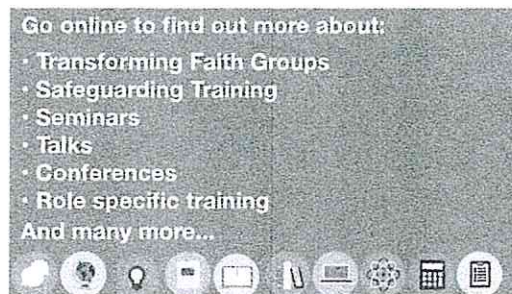 Go online to find out more about:
· Transforming Faith Groups
· Safeguarding Training
· Seminars
· Talks
· Conferences
· Role specific training
And many more...